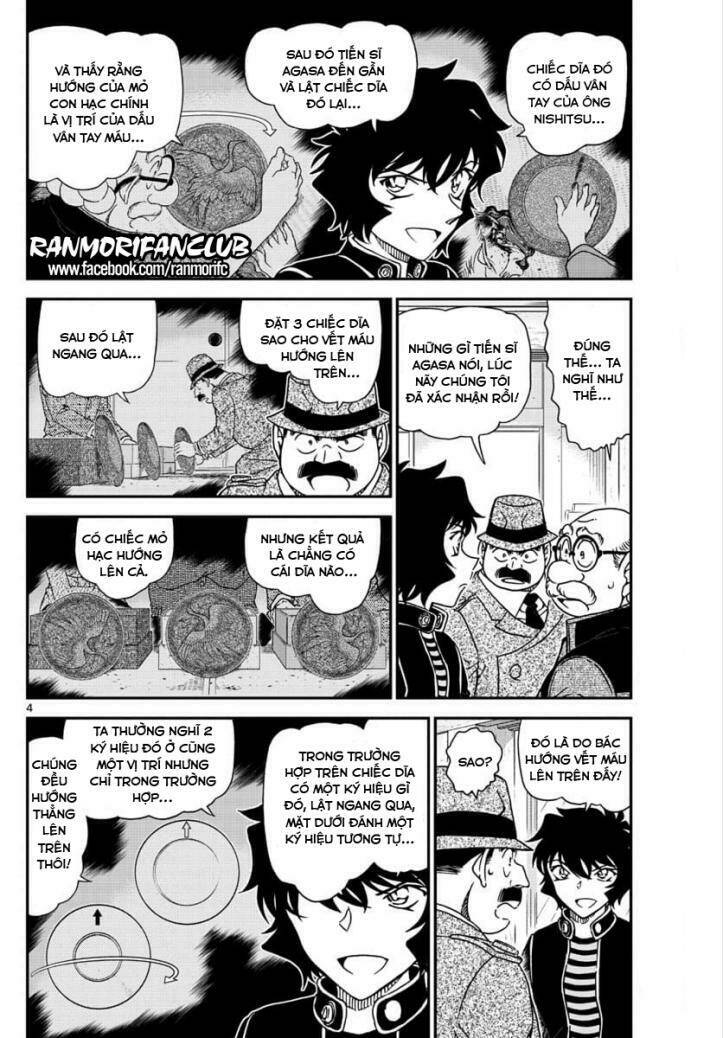 CHIẾC DĨA ĐÓ
CÓ DẤU VÂN
TAY CỦA ÔNG
NISHITSU...
SAU ĐÓ TIẾN SĨ
AGASA ĐẾN GẦN
VÀ LẬT CHIẾC DĨA
ĐÓ LẠI...
VÀ THẤY RẰNG
HƯỚNG CỦA MỎ
CON HẠC CHÍNH
LÀ VỊ TRÍ CỦA DẤU
VÂN TAY MÁU...
RANMORIFANCLUB
www.facebook.com/ranmorifc
ĐÚNG
THẾ... TA
NGHĨ NHƯ
THẾ...
NHỮNG GÌ TIẾN SĨ
AGASA NÓI, LÚC
NÃY CHÚNG TÔI
ĐÃ XÁC NHẬN RỒI!
ĐẶT 3 CHIẾC DĨA
SAO CHO VẾT MÁU
HƯỚNG LÊN
TRÊN...
SAU ĐÓ LẬT
NGANG QUA...
NHƯNG KẾT QUẢ
LÀ CHẲNG CÓ
CÁI DĨA NÀO...
CÓ CHIẾC MỎ
HẠC HƯỚNG
LÊN CẢ.
4
ĐÓ LÀ DO BÁC
HƯỚNG VẾT MÁU
LÊN TRÊN ĐẤY!
SAO?
TRONG TRƯỜNG
HỢP TRÊN CHIẾC DĨA
CÓ MỘT KÝ HIỆU GÌ
ĐÓ, LẬT NGANG QUA,
MẶT DƯỚI ĐÁNH MỘT
KÝ HIỆU TƯƠNG TỰ...
TA THƯỜNG NGHĨ 2
KÝ HIỆU ĐÓ Ở CÙNG
MỘT VỊ TRÍ NHƯNG
CHỈ TRONG TRƯỜNG
HỢP...
CHÚNG
ĐỀU
HƯỚNG
THẲNG
LÊN
TRÊN
THÔI!